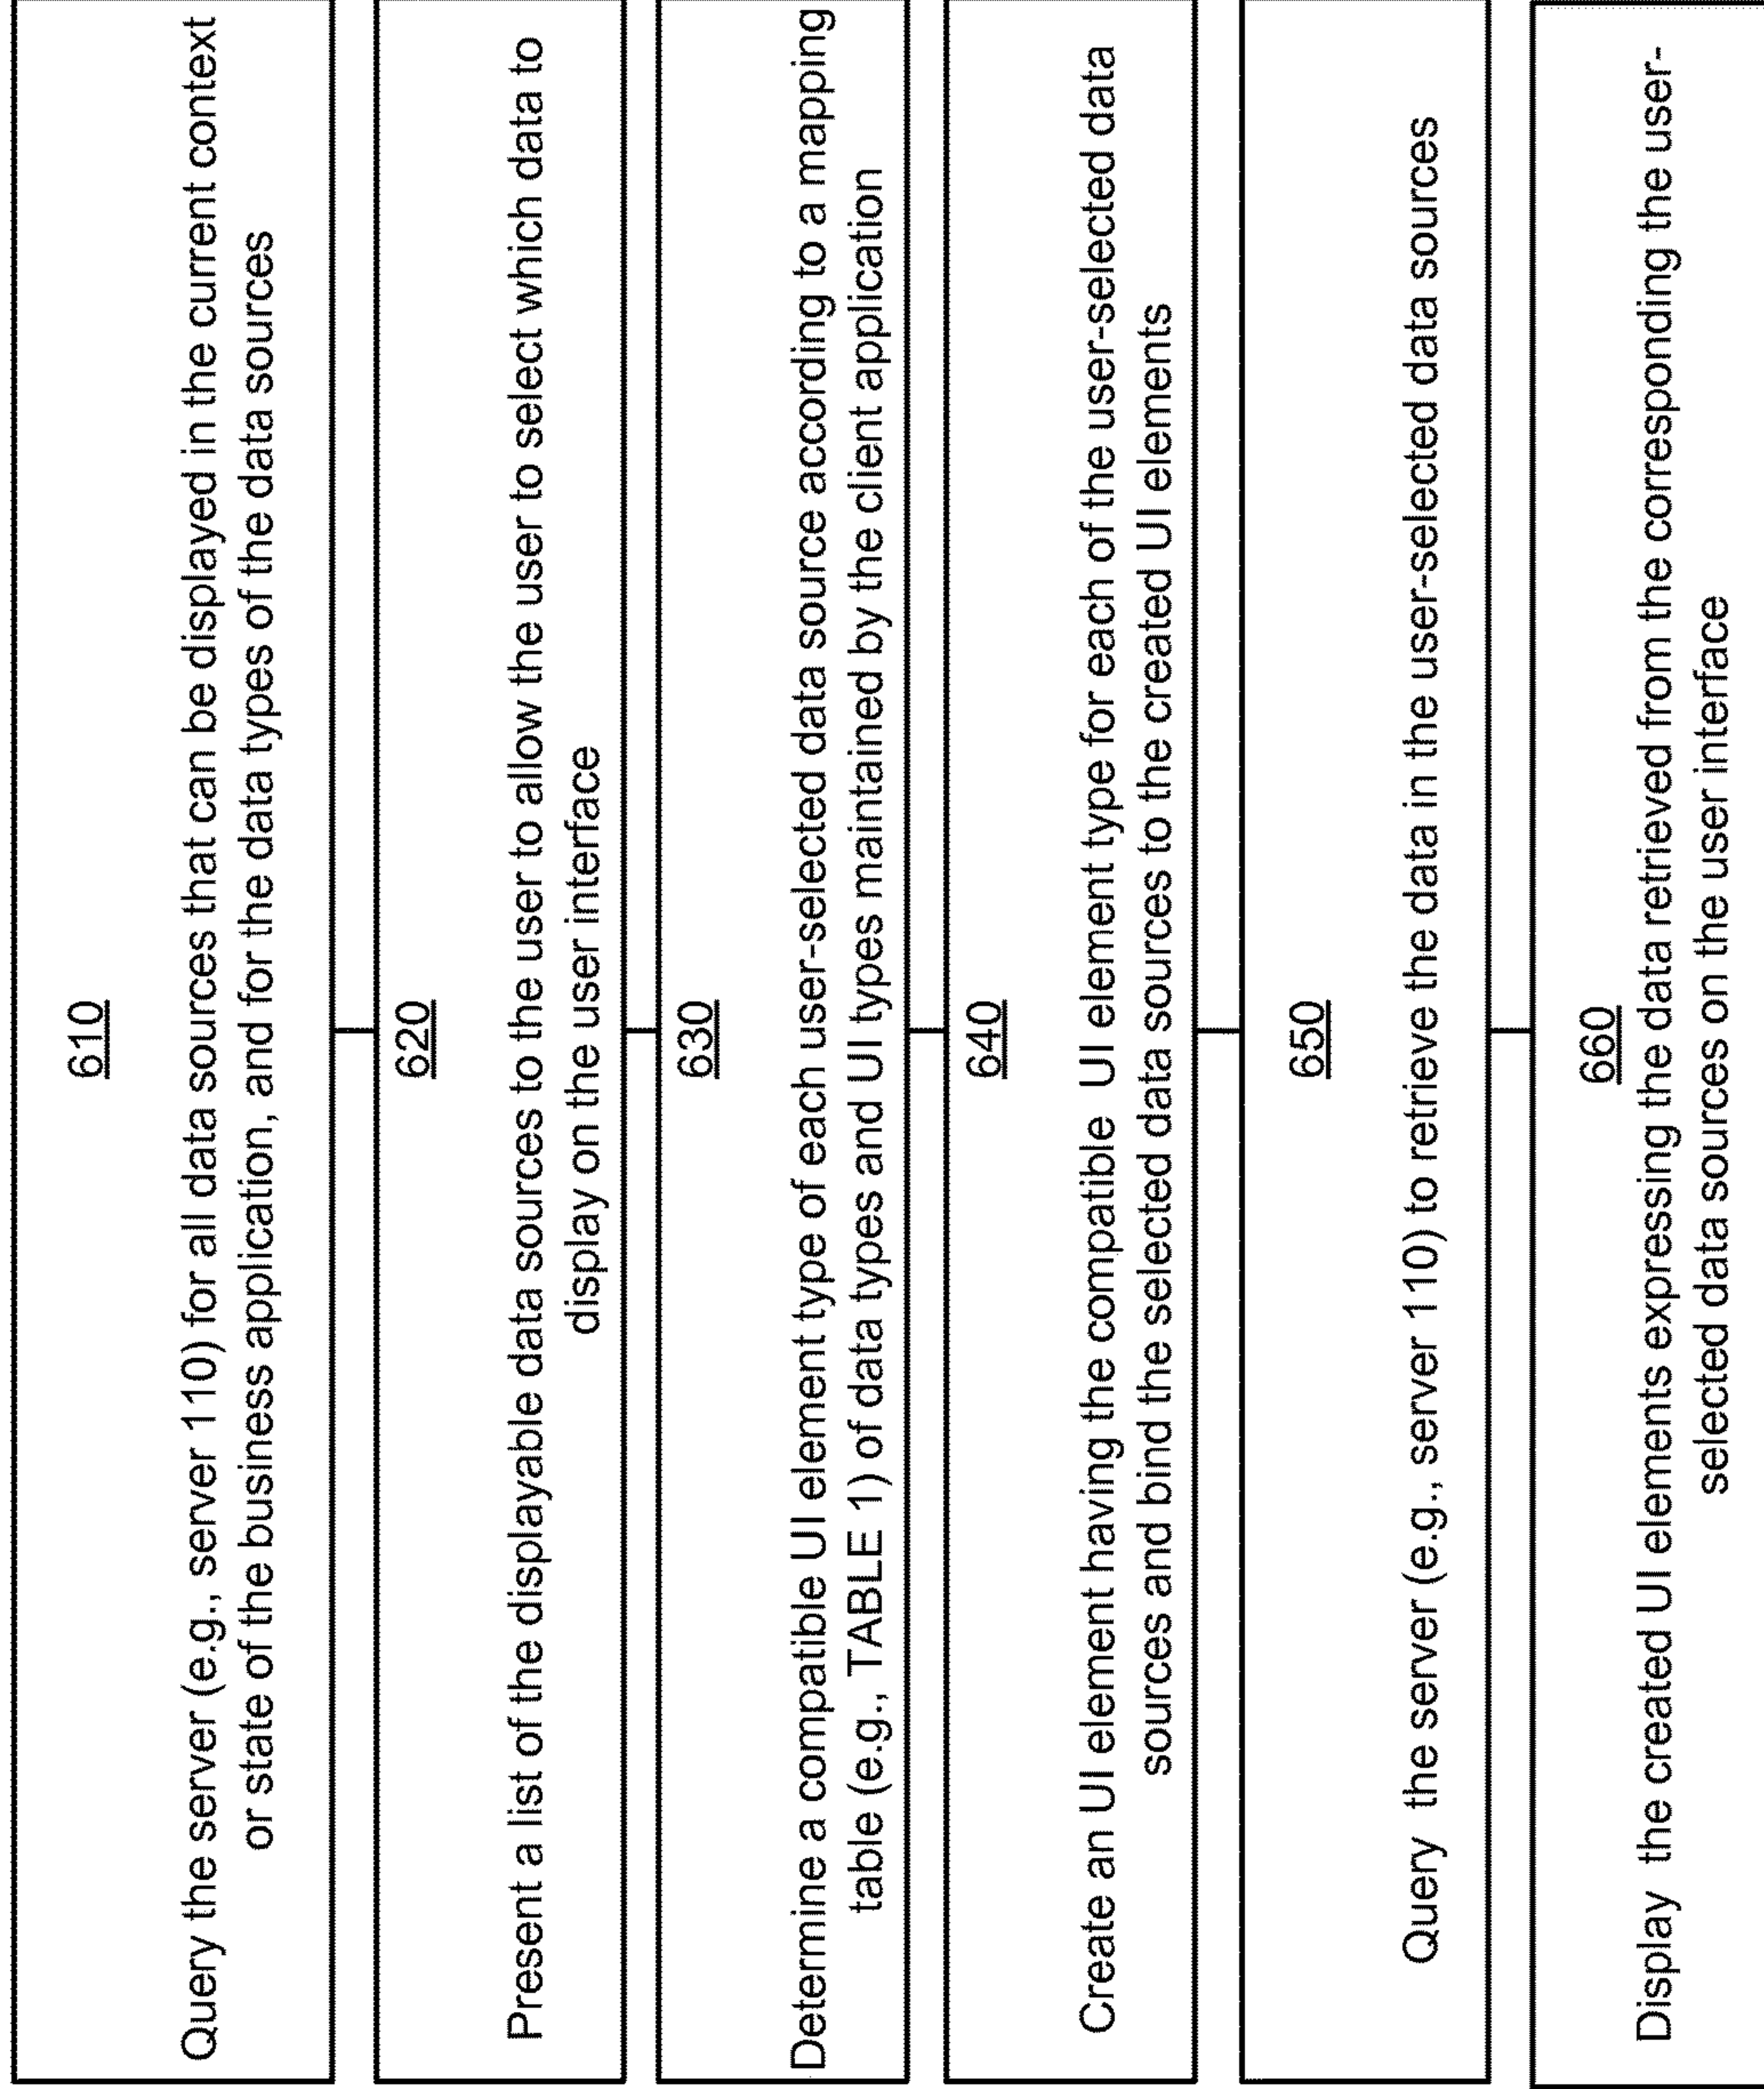 610
Query the server (e.g., server 110) for all data sources that can be displayed in the current context
or state of the business application, and for the data types of the data sources
620
Present a list of the displayable data sources to the user to allow the user to select which data to
display on the user interface
630
Determine a compatible UI element type of each user-selected data source according to a mapping
table (e.g., TABLE 1) of data types and UI types maintained by the client application
640
Create an UI element having the compatible UI element type for each of the user-selected data
sources and bind the selected data sources to the created UI elements
650
Query the server (e.g., server 110) to retrieve the data in the user-selected data sources
660
Display the created UI elements expressing the data retrieved from the corresponding the user-
selected data sources on the user interface